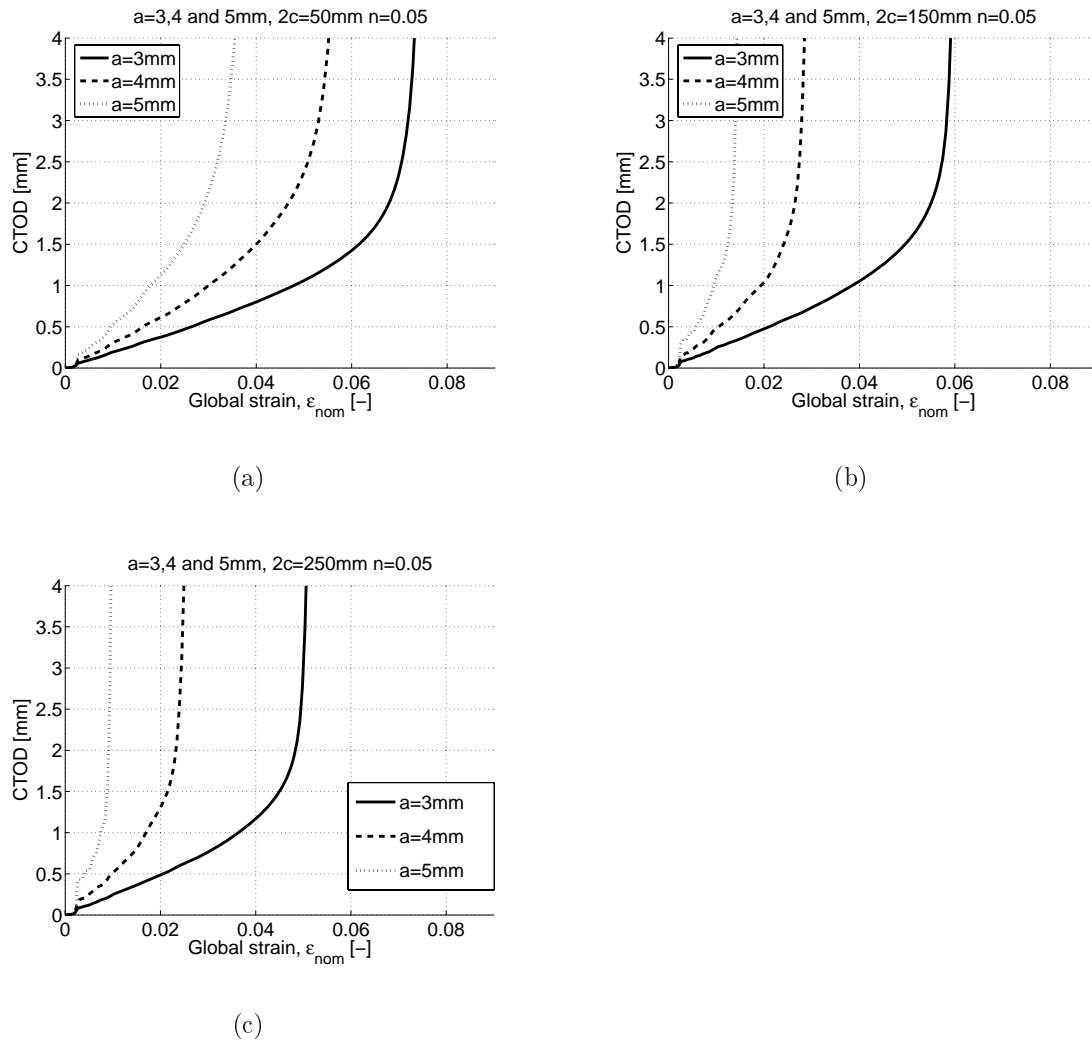 a=3,4 and 5mm, 2c=50mm n=0.05
4
3.5
3
2.5
2
1.5
1
0.5
0
CTOD [mm]
a=3mm
a=4mm
a=5mm
0 0.02 0.04 0.06 0.08
Global strain, εnom [−]
(a)
a=3,4 and 5mm, 2c=150mm n=0.05
4
3.5
3
2.5
2
1.5
1
0.5
0
CTOD [mm]
a=3mm
a=4mm
a=5mm
0 0.02 0.04 0.06 0.08
Global strain, εnom [−]
(b)
a=3,4 and 5mm, 2c=250mm n=0.05
4
3.5
3
2.5
2
1.5
1
0.5
0
CTOD [mm]
a=3mm
a=4mm
a=5mm
0 0.02 0.04 0.06 0.08
Global strain, εnom [−]
(c)